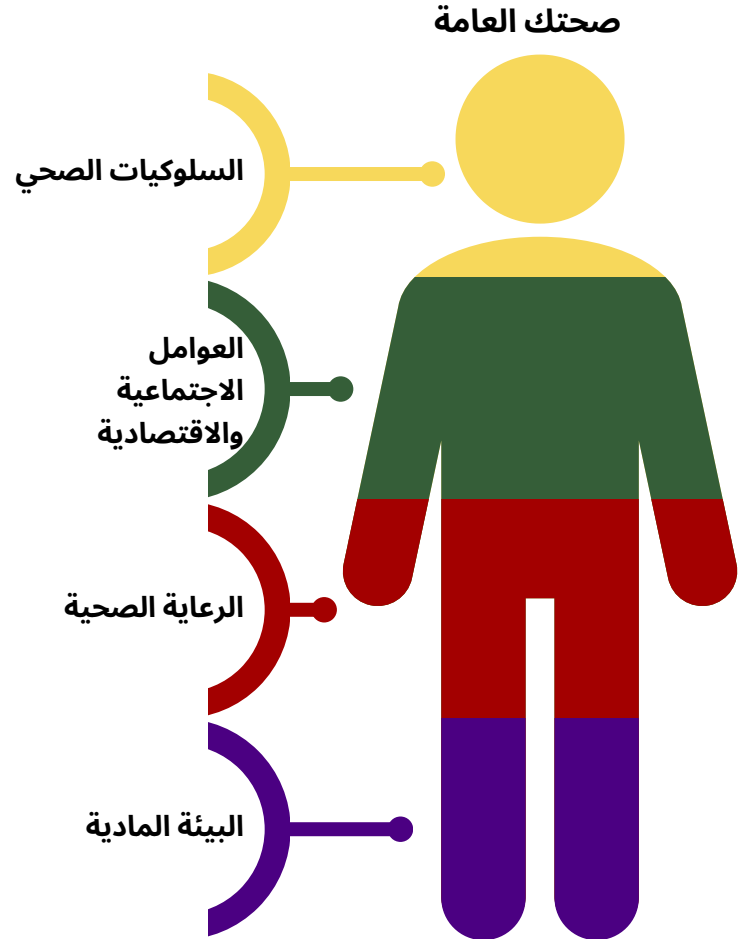 صحتك العامة
السلوكيات الصحي
العوامل
الاجتماعية
والاقتصادية
الرعاية الصحية
البيئة المادية